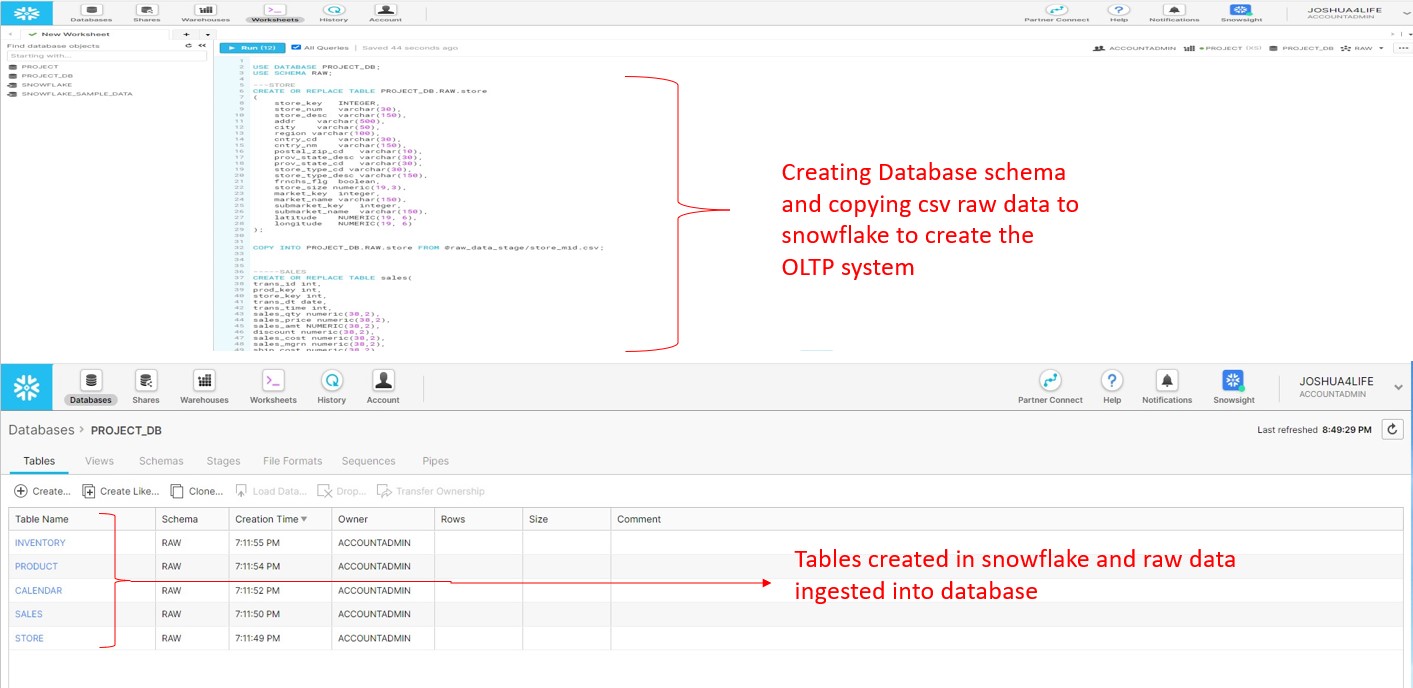 Databases Shares Warehouses Worksheets History Account Partner Connect Help Notifications Snowsight JOSHUA4LIFE
ACCOUNTADMIN
New Worksheet
Find database objects
Starting with...
PROJECT
PROJECT_DB
SNOWFLAKE
SNOWFLAKE_SAMPLE_DATA
Run (12) All Queries | Saved 44 seconds ago ACCOUNTADMIN PROJECT (XS) PROJECT_DB RAW
1
2 USE DATABASE PROJECT_DB;
3 USE SCHEMA RAW;
4
5 ---STORE
6 CREATE OR REPLACE TABLE PROJECT_DB.RAW.store
7 (
8 store_key INTEGER,
9 store_num varchar(30),
10 store_desc varchar(150),
11 addr varchar(500),
12 city varchar(50),
13 region varchar(100),
14 cntry_cd varchar(30),
15 cntry_nm varchar(150),
16 postal_zip_cd varchar(10),
17 prov_state_desc varchar(30),
18 prov_state_cd varchar(30),
19 store_type_cd varchar(30),
20 store_type_desc varchar(150),
21 frnchs_flg boolean,
22 store_size numeric(19,3),
23 market_key integer,
24 market_name varchar(150),
25 submarket_key integer,
26 submarket_name varchar(150),
27 latitude NUMERIC(19, 6),
28 longitude NUMERIC(19, 6)
29 );
30
31
32 COPY INTO PROJECT_DB.RAW.store FROM @raw_data_stage/store_mid.csv;
33
34
35
36 -----SALES
37 CREATE OR REPLACE TABLE sales(
38 trans_id int,
39 prod_key int,
40 store_key int,
41 trans_dt date,
42 trans_time int,
43 sales_qty numeric(38,2),
44 sales_price numeric(38,2),
45 sales_amt NUMERIC(38,2),
46 discount numeric(38,2),
47 sales_cost numeric(38,2),
48 sales_mgrn numeric(38,2),
49 ship_cost numeric(38,2)
Creating Database schema
and copying csv raw data to
snowflake to create the
OLTP system
Databases Shares Warehouses Worksheets History Account Partner Connect Help Notifications Snowsight JOSHUA4LIFE
ACCOUNTADMIN
Databases > PROJECT_DB Last refreshed 8:49:29 PM
Tables Views Schemas Stages File Formats Sequences Pipes
Create... Create Like... Clone... Load Data... Drop... Transfer Ownership
Table Name Schema Creation Time Owner Rows Size Comment
INVENTORY RAW 7:11:55 PM ACCOUNTADMIN
PRODUCT RAW 7:11:54 PM ACCOUNTADMIN
CALENDAR RAW 7:11:52 PM ACCOUNTADMIN
SALES RAW 7:11:50 PM ACCOUNTADMIN
STORE RAW 7:11:49 PM ACCOUNTADMIN
Tables created in snowflake and raw data
ingested into database